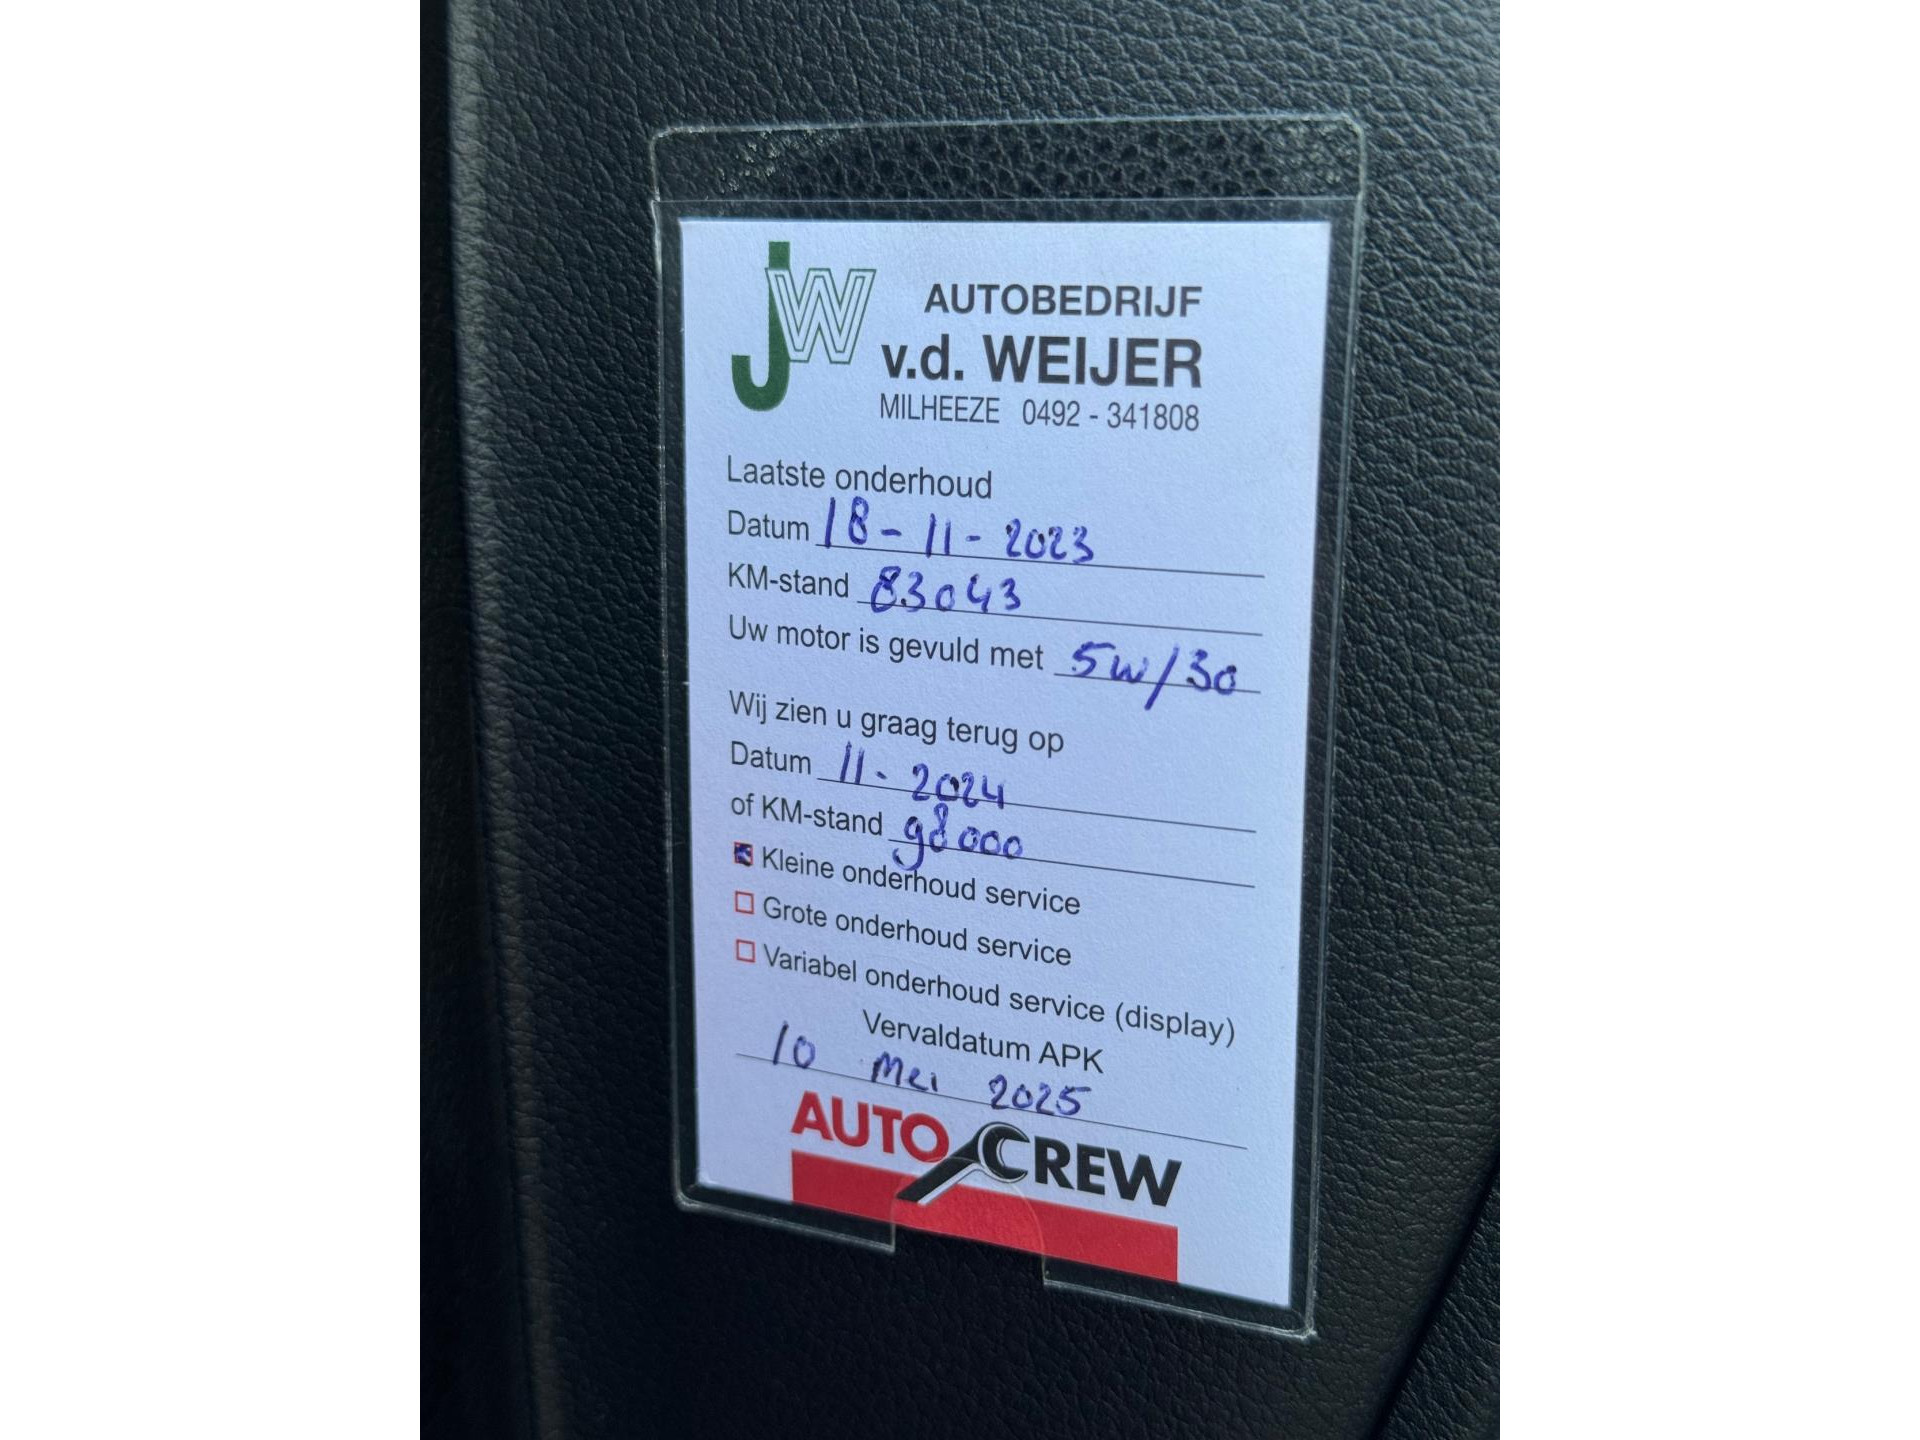 JW
AUTOBEDRIJF
v.d. WEIJER
MILHEEZE 0492 - 341808
Laatste onderhoud
Datum 18-11-2023
KM-stand 83043
Uw motor is gevuld met 5w/30
Wij zien u graag terug op
Datum 11-2024
of KM-stand 98000
Kleine onderhoud service
Grote onderhoud service
Variabel onderhoud service (display)
Vervaldatum APK
10 mei 2025
AUTO CREW